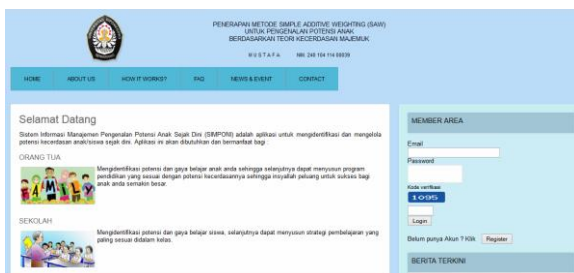 PENERAPAN METODE SIMPLE ADDITIVE WEIGHTING (SAW)
UNTUK PENGENALAN POTENSI ANAK
BERDASARKAN TEORI KECERDASAN MAJEMUK
MUSTAFA
HOME ABOUT US HOW IT WORKS? FAQ NEWS & EVENT CONTACT
Selamat Datang
Sistem Informasi Manajemen Pengenalan Potensi Anak Sejak Dini (SIMPONI) adalah aplikasi untuk mengidentifikasi dan mengelola
potensi kecerdasan anak/siswa sejak dini. Aplikasi ini akan dibutuhkan dan bermanfaat bagi :
ORANG TUA
FAMILY
Mengidentifikasi potensi dan gaya belajar anak anda sehingga selanjutnya dapat menyusun program
pendidikan yang sesuai dengan potensi kecerdasannya sehingga insyallah peluang untuk sukses bagi
anak anda semakin besar.
SEKOLAH
Mengidentifikasi potensi dan gaya belajar siswa, selanjutnya dapat menyusun strategi pembelajaran yang
paling sesuai didalam kelas.
MEMBER AREA
Email
Password
Kode verifikasi
1095
Login
Belum punya Akun ? Klik Register
BERITA TERKINI